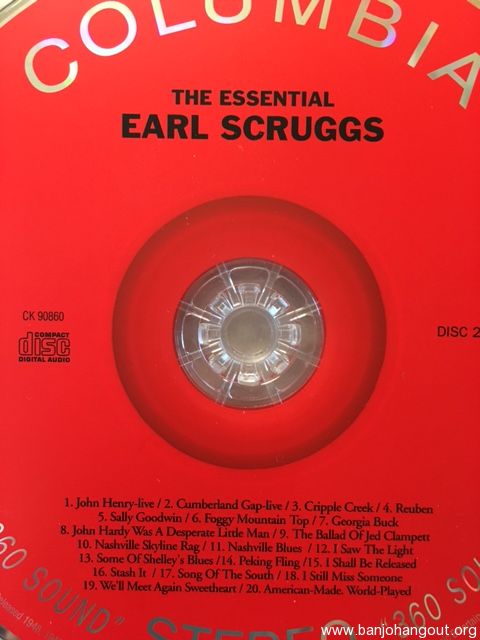 COLUMBIA
THE ESSENTIAL
EARL SCRUGGS
CK 90860
COMPACT
disc
DIGITAL AUDIO
DISC 2
1. John Henry-live / 2. Cumberland Gap-live / 3. Cripple Creek / 4. Reuben
5. Sally Goodwin / 6. Foggy Mountain Top / 7. Georgia Buck
8. John Hardy Was A Desperate Little Man / 9. The Ballad Of Jed Clampett
10. Nashville Skyline Rag / 11. Nashville Blues / 12. I Saw The Light
13. Some Of Shelley's Blues /14. Peking Fling /15. I Shall Be Released
16. Stash It / 17. Song Of The South / 18. I Still Miss Someone
19. We'll Meet Again Sweetheart / 20. American-Made. World-Played
360 SOUND" STEREO "360 SOUND
www.banjohangout.org